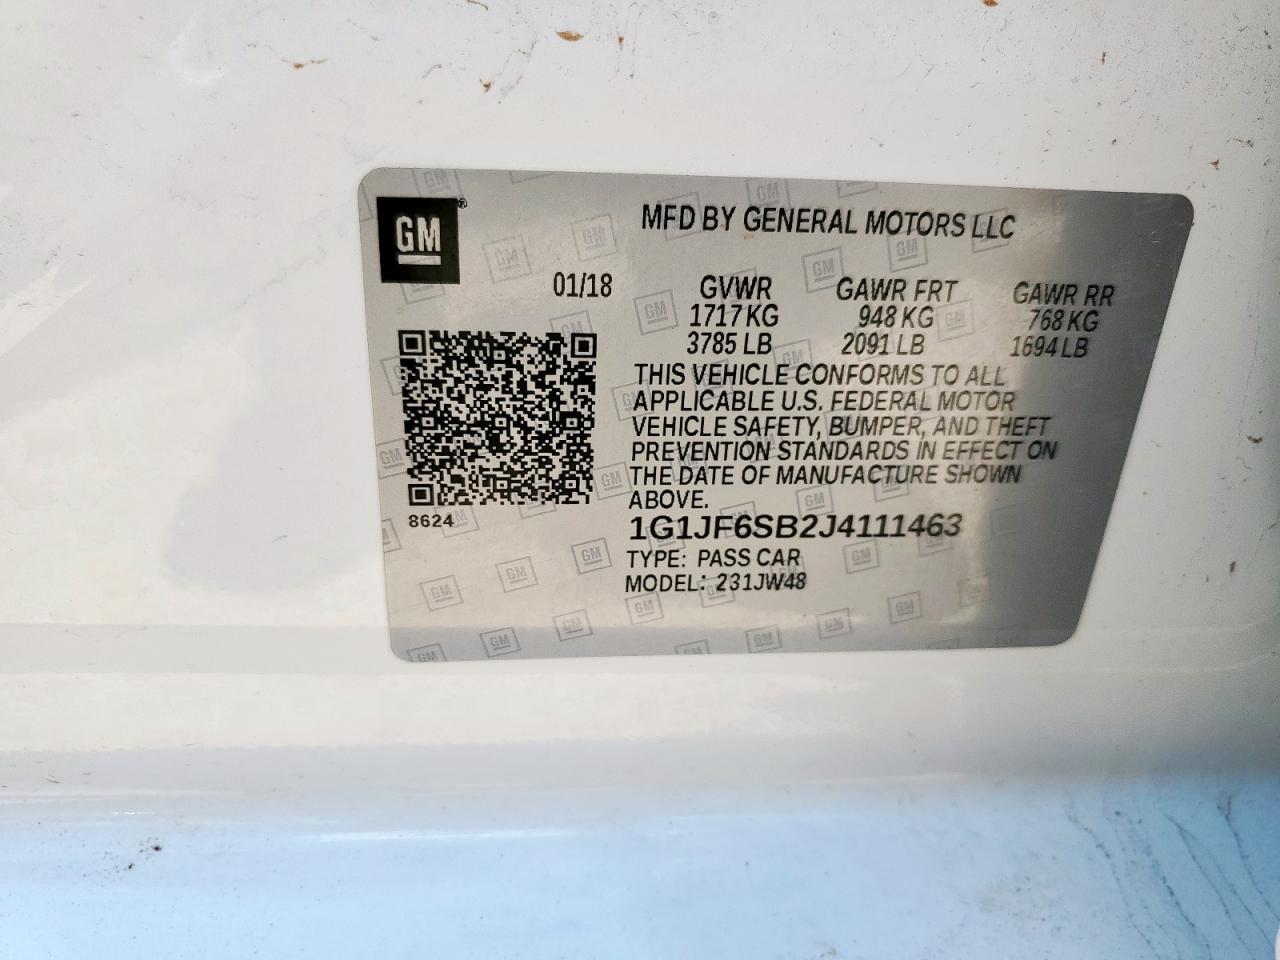 GM®
MFD BY GENERAL MOTORS LLC
01/18 GVWR GAWR FRT GAWR RR
1717 KG 948 KG 768 KG
3785 LB 2091 LB 1694 LB
THIS VEHICLE CONFORMS TO ALL
APPLICABLE U.S. FEDERAL MOTOR
VEHICLE SAFETY, BUMPER, AND THEFT
PREVENTION STANDARDS IN EFFECT ON
THE DATE OF MANUFACTURE SHOWN
ABOVE.
8624
1G1JF6SB2J4111463
TYPE: PASS CAR
MODEL: 231JW48